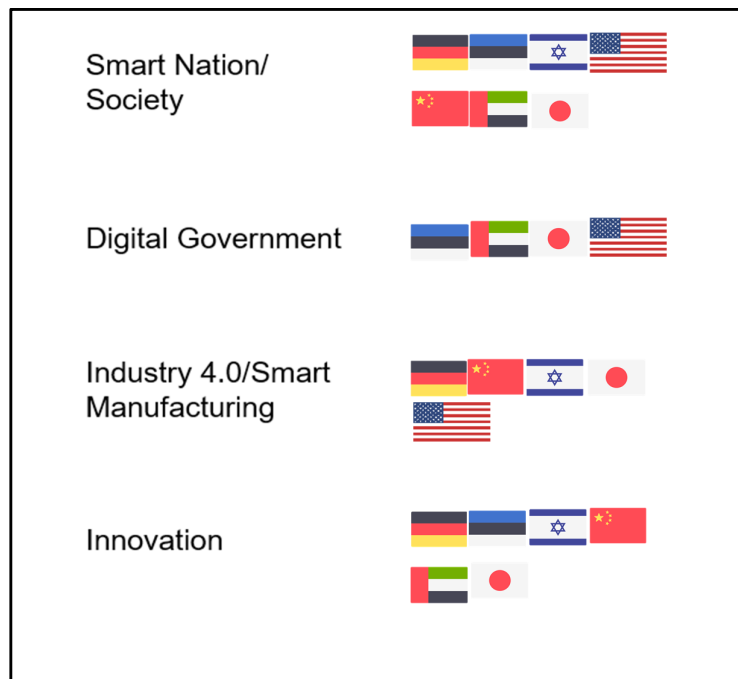 Smart Nation/
Society
Digital Government
Industry 4.0/Smart
Manufacturing
Innovation